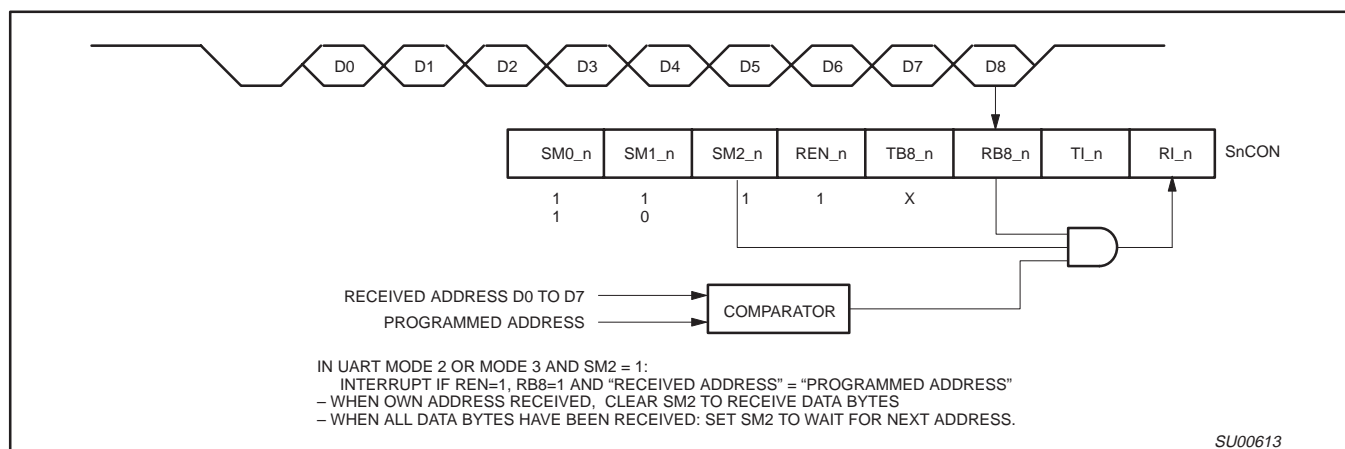 D0 D1 D2 D3 D4 D5 D6 D7 D8
SM0_n SM1_n SM2_n REN_n TB8_n RB8_n TI_n RI_n SnCON
1 1 1 1 X
1 0
RECEIVED ADDRESS D0 TO D7
COMPARATOR
PROGRAMMED ADDRESS
IN UART MODE 2 OR MODE 3 AND SM2 = 1:
INTERRUPT IF REN=1, RB8=1 AND “RECEIVED ADDRESS” = “PROGRAMMED ADDRESS”
– WHEN OWN ADDRESS RECEIVED, CLEAR SM2 TO RECEIVE DATA BYTES
– WHEN ALL DATA BYTES HAVE BEEN RECEIVED: SET SM2 TO WAIT FOR NEXT ADDRESS.
SU00613